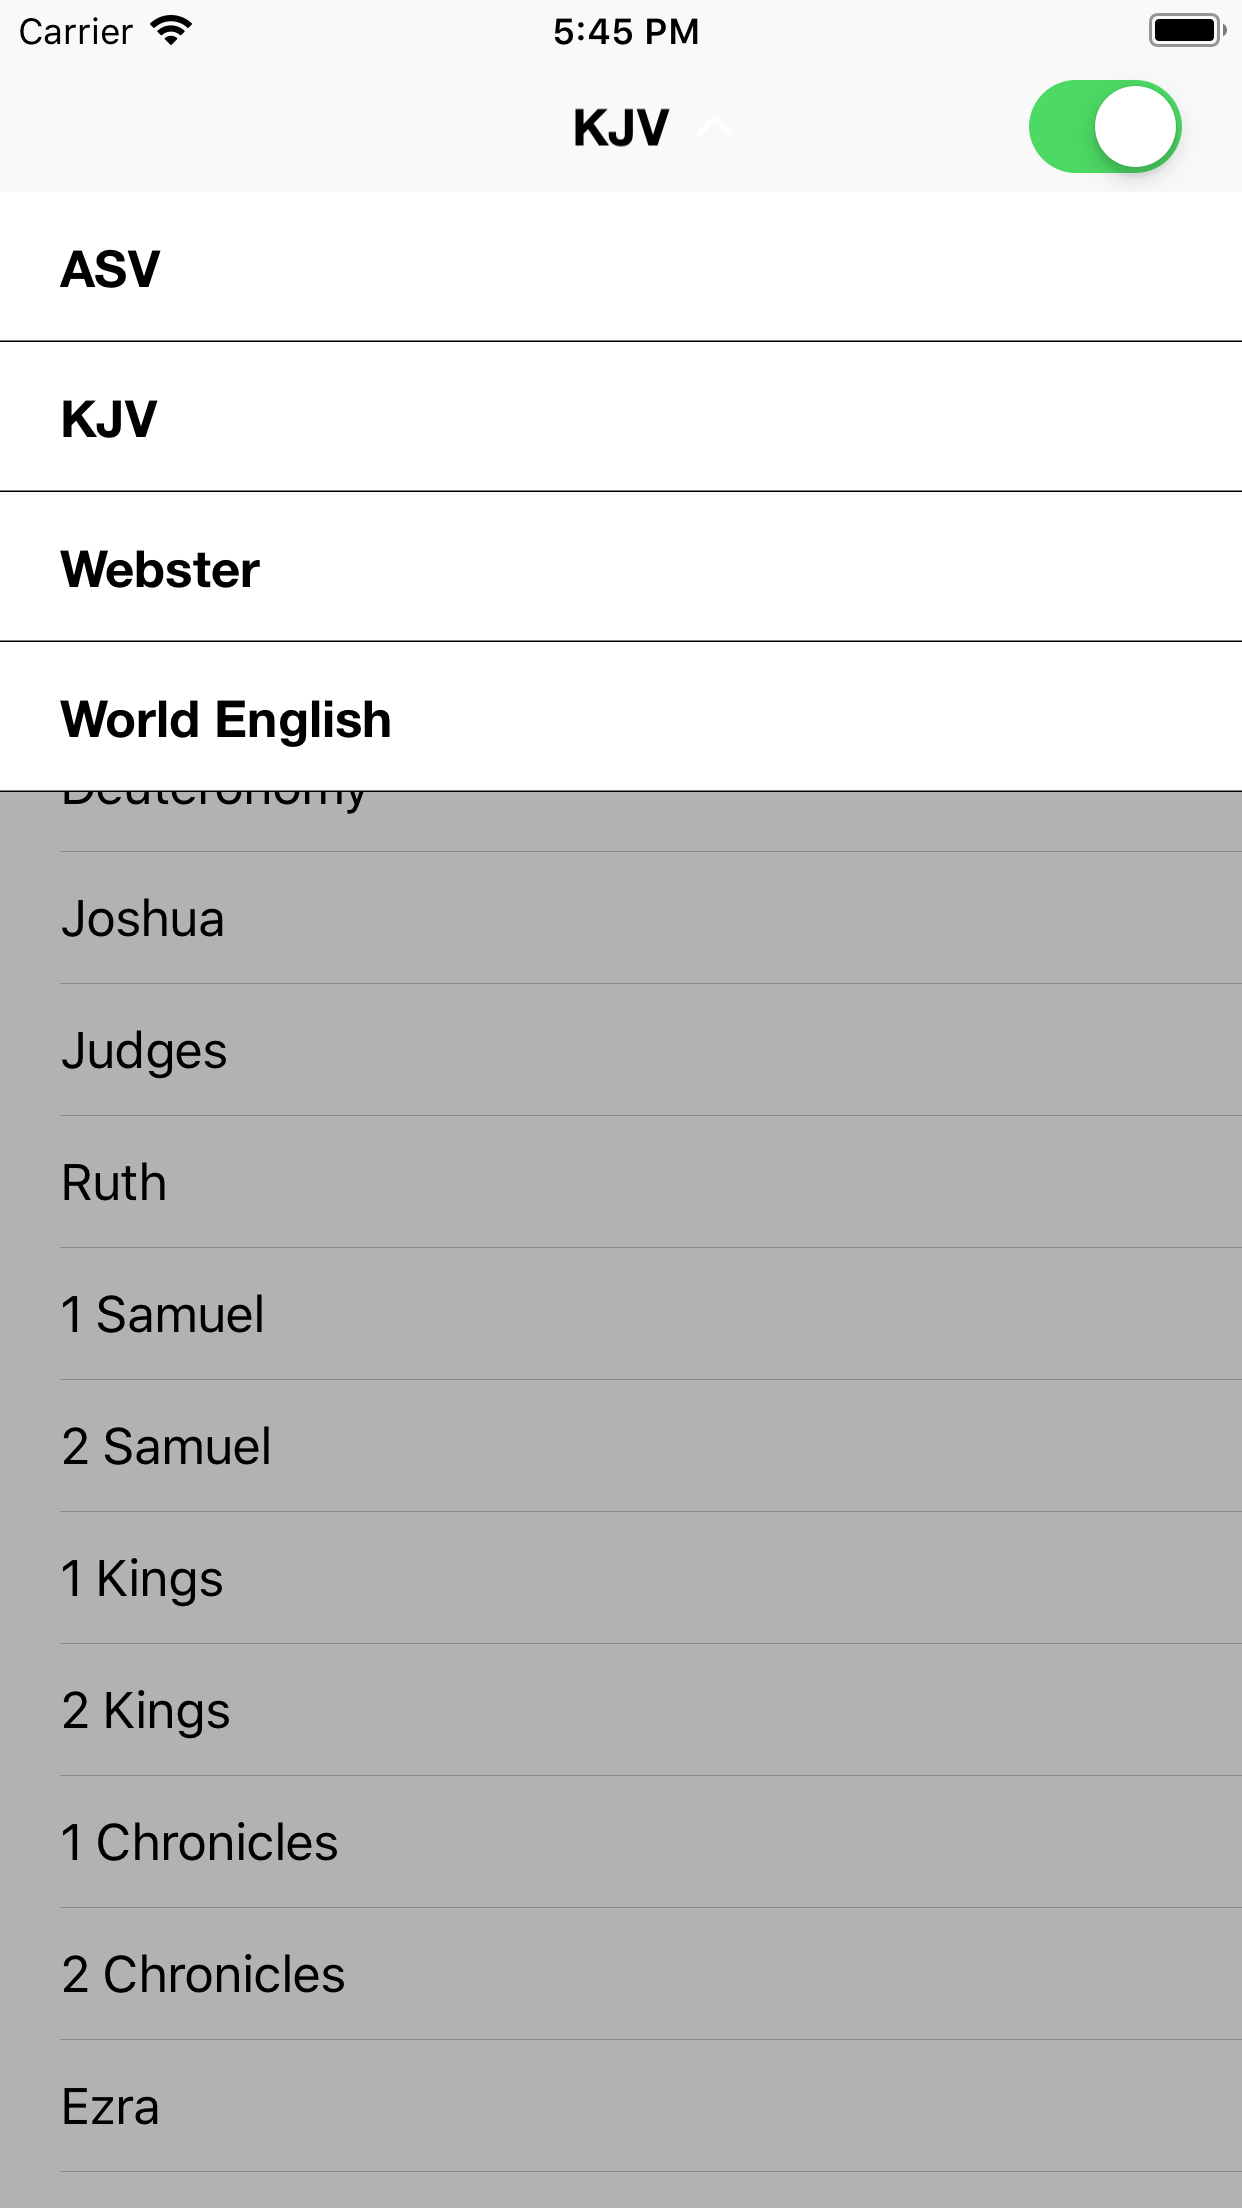 Carrier 5:45 PM
KJV
ASV
KJV
Webster
World English
Deuteronomy
Joshua
Judges
Ruth
1 Samuel
2 Samuel
1 Kings
2 Kings
1 Chronicles
2 Chronicles
Ezra